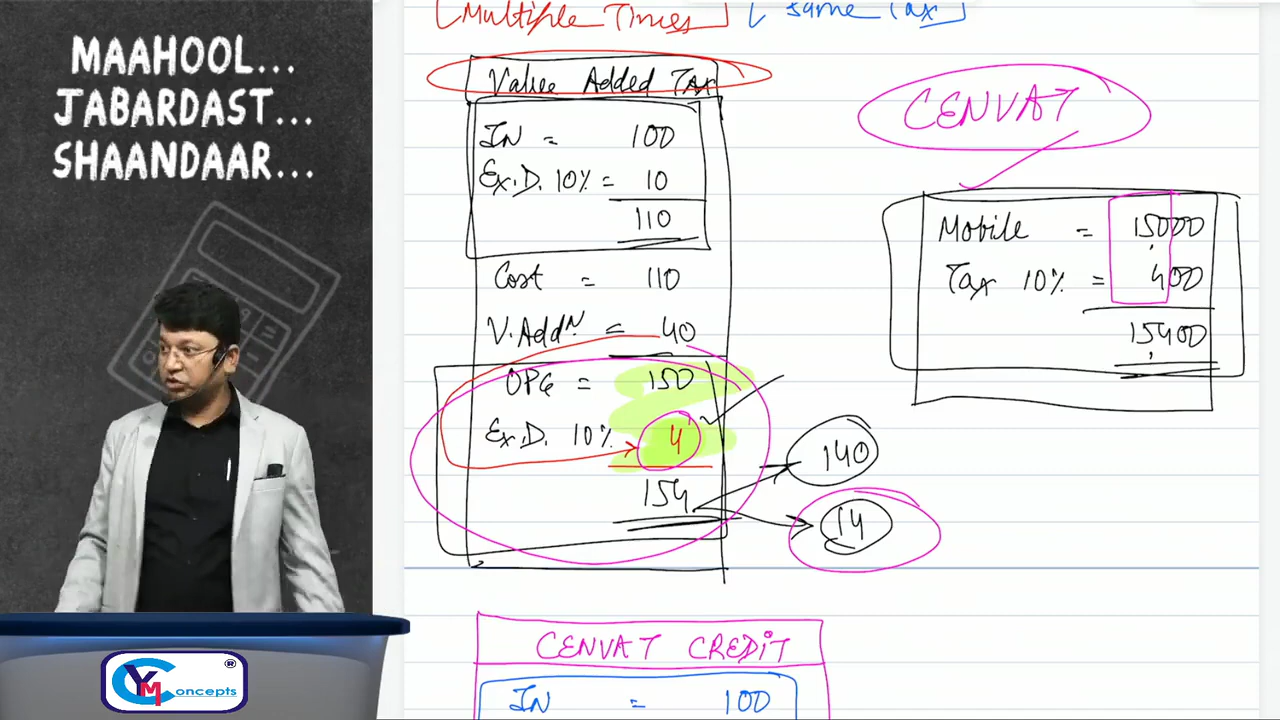 MAAHOOL...
JABARDAST...
SHAANDAAR...
YM Concepts ®
[Multiple Times] [Same Tax]
Value Added Tax
IN = 100
Ex.D. 10% = 10
110
Cost = 110
V.Addⁿ = 40
OPG = 150
Ex.D. 10% 4
154
140
14
CENVAT
Mobile = 15000
Tax 10% = 400
15400
CENVAT CREDIT
IN = 100